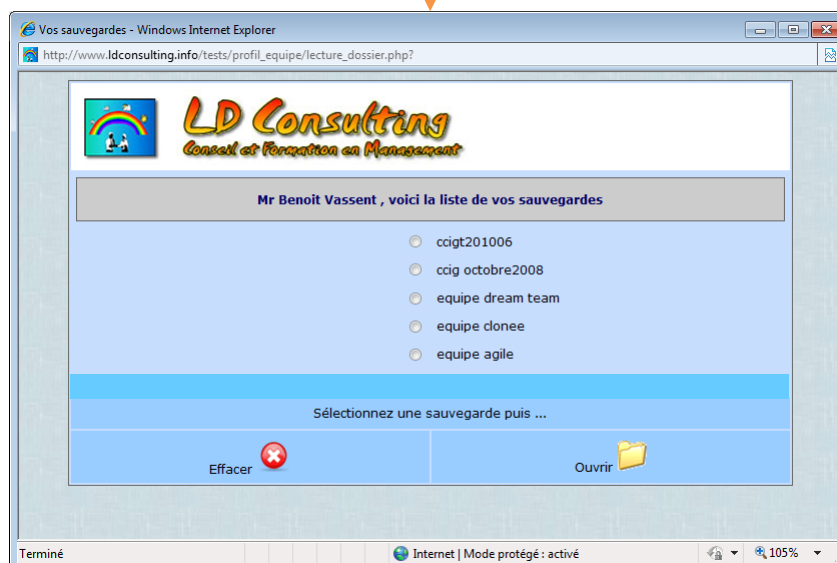 Vos sauvegardes - Windows Internet Explorer
http://www.ldconsulting.info/tests/profil_equipe/lecture_dossier.php?
LD Consulting
Conseil et Formation en Management
Mr Benoit Vassent , voici la liste de vos sauvegardes
ccigt201006
ccig octobre2008
equipe dream team
equipe clonee
equipe agile
Sélectionnez une sauvegarde puis ...
Effacer
Ouvrir
Terminé
Internet | Mode protégé : activé
105%